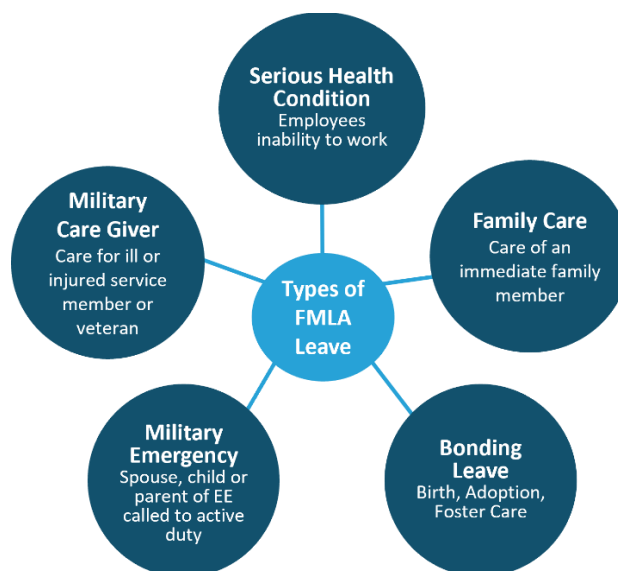 Serious Health
Condition
Employees
inability to work
Family Care
Care of an
immediate family
member
Bonding
Leave
Birth, Adoption,
Foster Care
Military
Emergency
Spouse, child or
parent of EE
called to active
duty
Military
Care Giver
Care for ill or
injured service
member or
veteran
Types of
FMLA
Leave